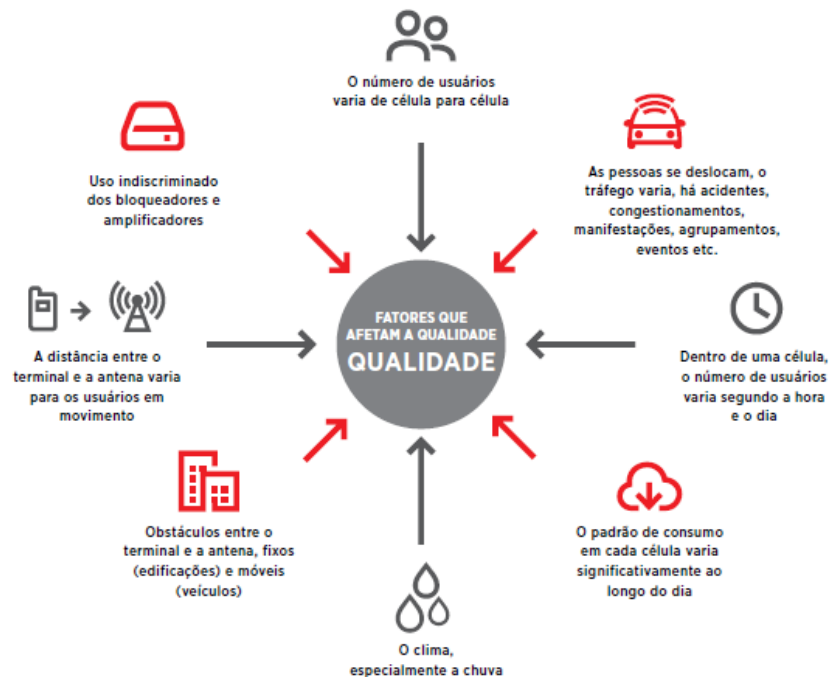 O número de usuários
varia de célula para célula
Uso indiscriminado
dos bloqueadores e
amplificadores
As pessoas se deslocam, o
tráfego varia, há acidentes,
congestionamentos,
manifestações, agrupamentos,
eventos etc.
FATORES QUE
AFETAM A QUALIDADE
QUALIDADE
A distância entre o
terminal e a antena varia
para os usuários em
movimento
Dentro de uma célula,
o número de usuários
varia segundo a hora
e o dia
Obstáculos entre o
terminal e a antena, fixos
(edificações) e móveis
(veículos)
O padrão de consumo
em cada célula varia
significativamente ao
longo do dia
O clima,
especialmente a chuva